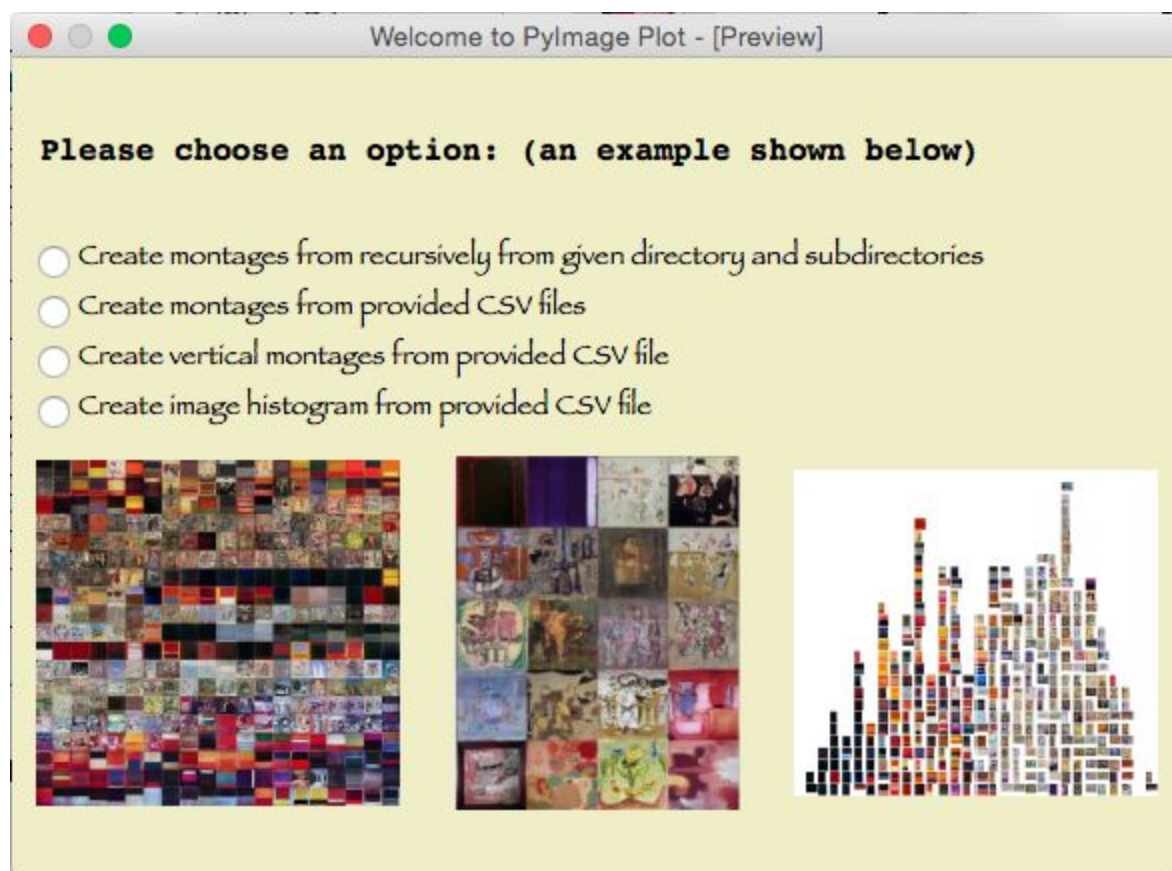 Welcome to PyImage Plot - [Preview]
Please choose an option: (an example shown below)
Create montages from recursively from given directory and subdirectories
Create montages from provided CSV files
Create vertical montages from provided CSV file
Create image histogram from provided CSV file